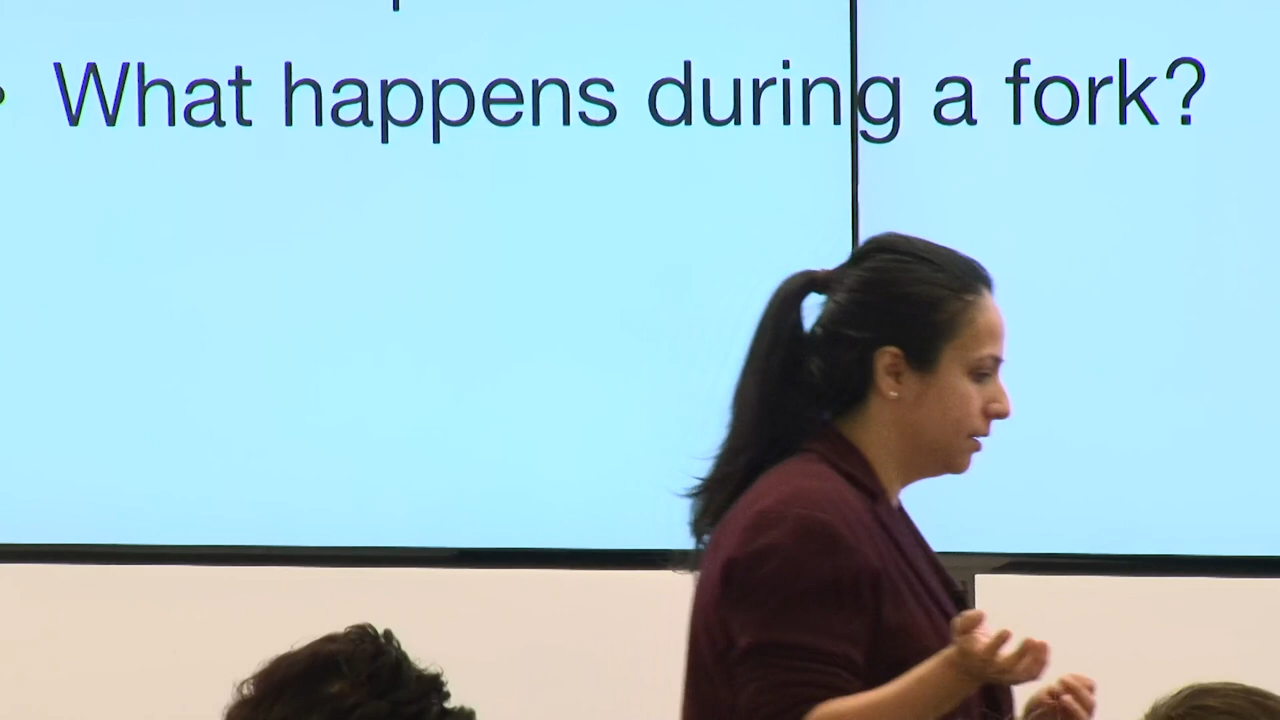 • What happens during a fork?